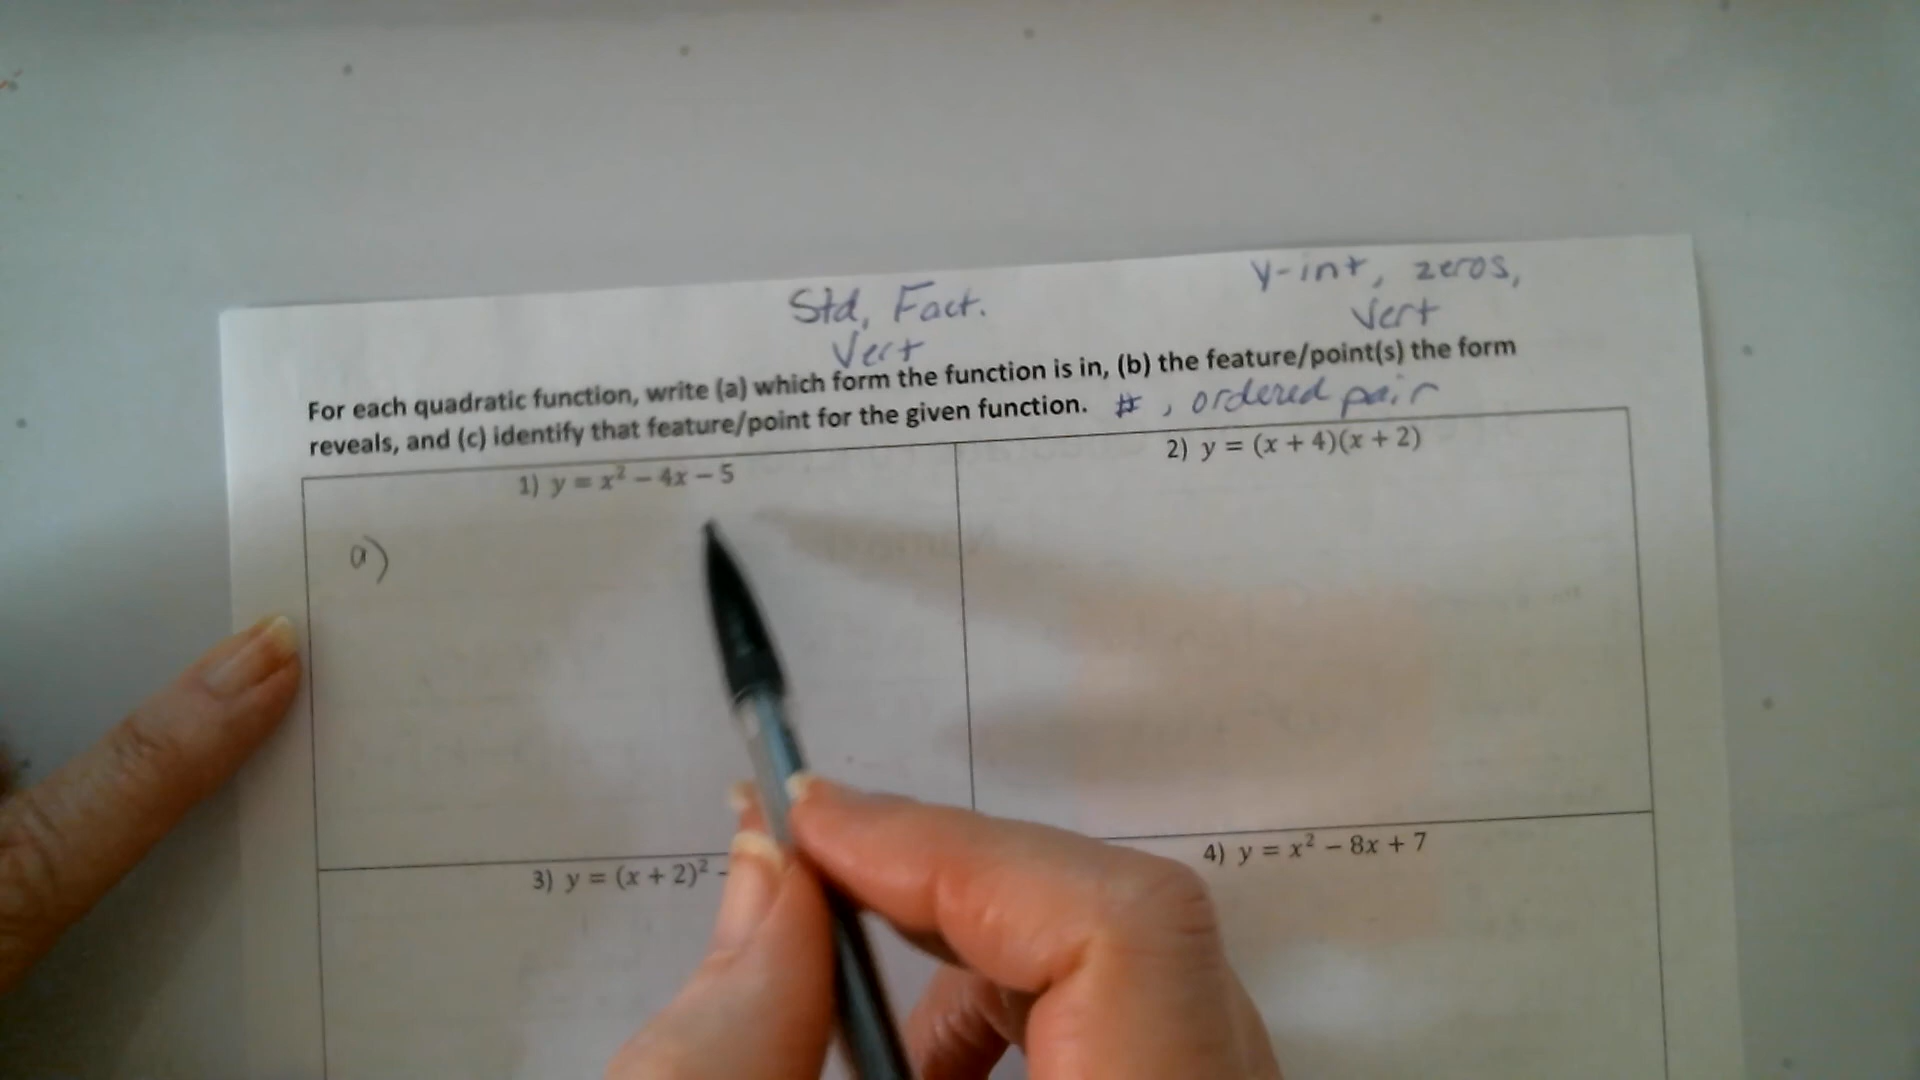 Std, Fact.
Vert
y-int, zeros,
Vert
For each quadratic function, write (a) which form the function is in, (b) the feature/point(s) the form
reveals, and (c) identify that feature/point for the given function. #, ordered pair
1) y = x² − 4x − 5
2) y = (x + 4)(x + 2)
a)
3) y = (x + 2)² -
4) y = x² − 8x + 7